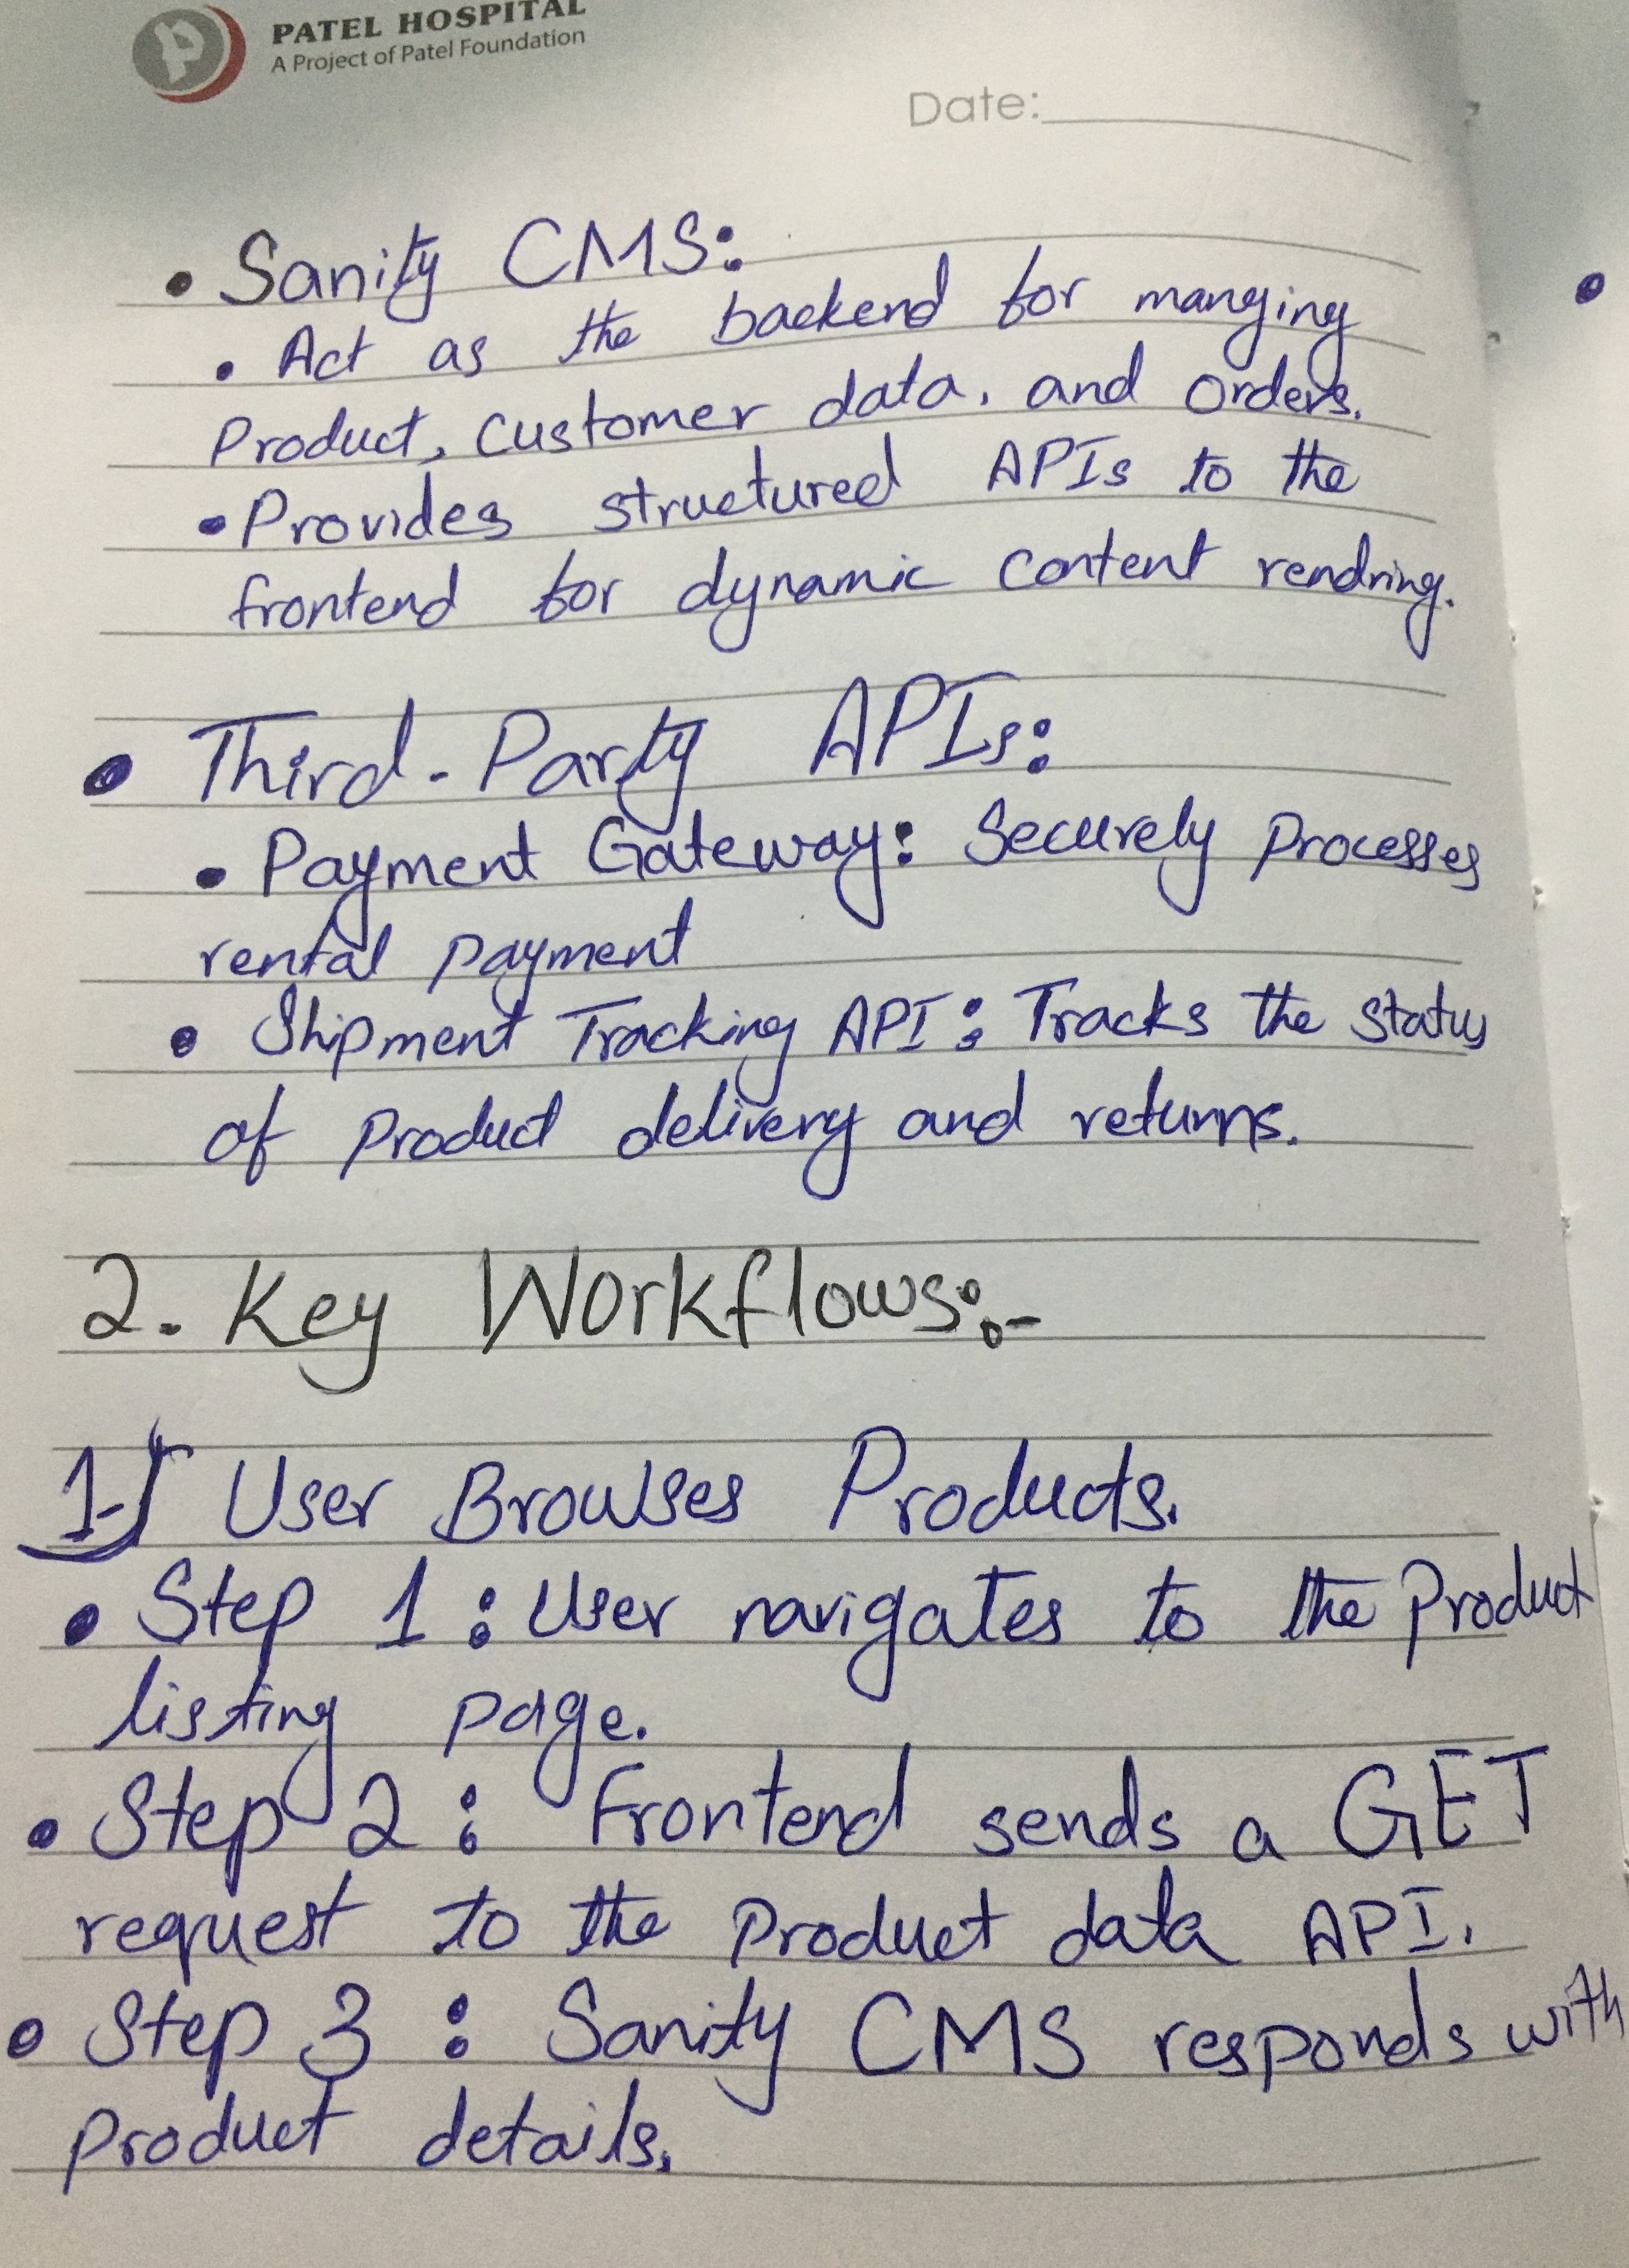 PATEL HOSPITAL
A Project of Patel Foundation
Date:
• Sanity CMS:
• Act as the backend for manging
Product, Customer data. and orders.
• Provides structured APIs to the
frontend for dynamic content rendring.
• Third-Party APIs:
• Payment Gateway: Securely Processes
rental payment
• Shipment Tracking API: Tracks the status
of Product delivery and returns.
2. Key Workflows:-
1-) User Browses Products.
• Step 1: User navigates to the Product
listing page.
• Step 2: Frontend sends a GET
request to the Product data API.
• Step 3: Sanity CMS responds with
Product details.